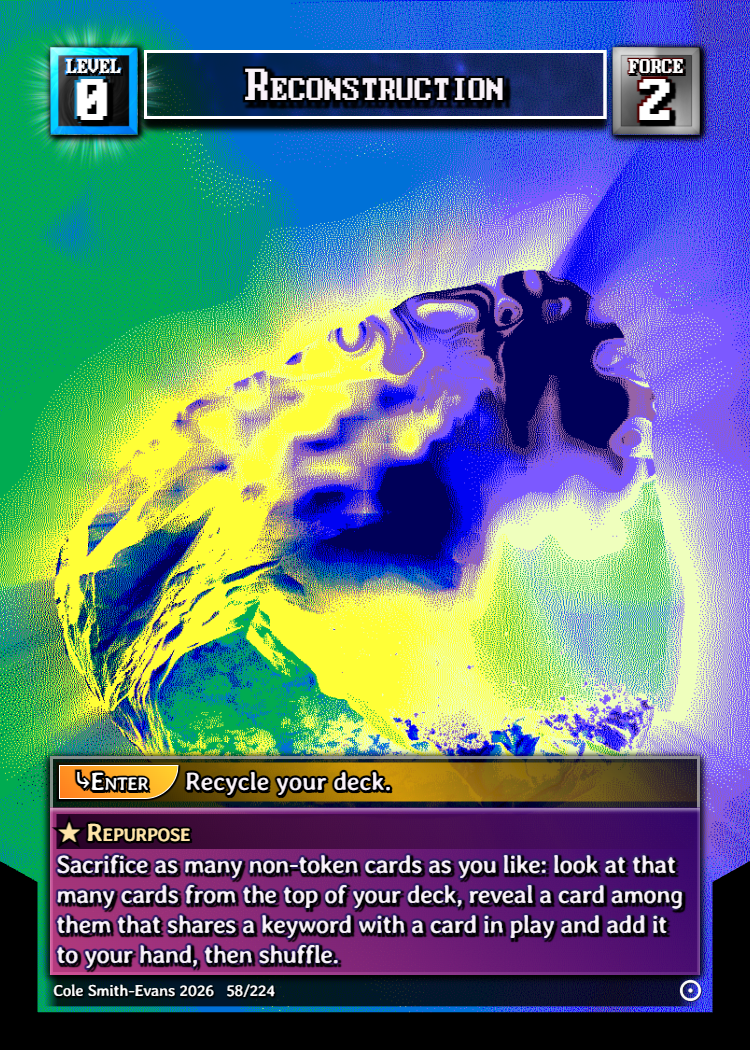 LEVEL
0
RECONSTRUCTION
FORCE
2
↳ENTER Recycle your deck.
★ REPURPOSE
Sacrifice as many non-token cards as you like: look at that
many cards from the top of your deck, reveal a card among
them that shares a keyword with a card in play and add it
to your hand, then shuffle.
Cole Smith-Evans 2026 58/224